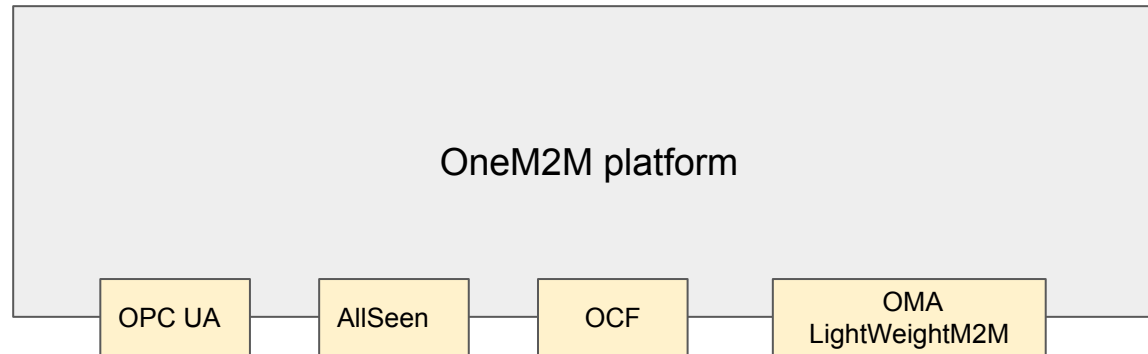 OneM2M platform
OPC UA
AllSeen
OCF
OMA
LightWeightM2M